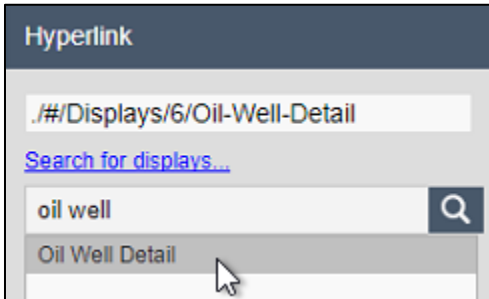 Hyperlink
./#/Displays/6/Oil-Well-Detail
Search for displays...
oil well
Oil Well Detail